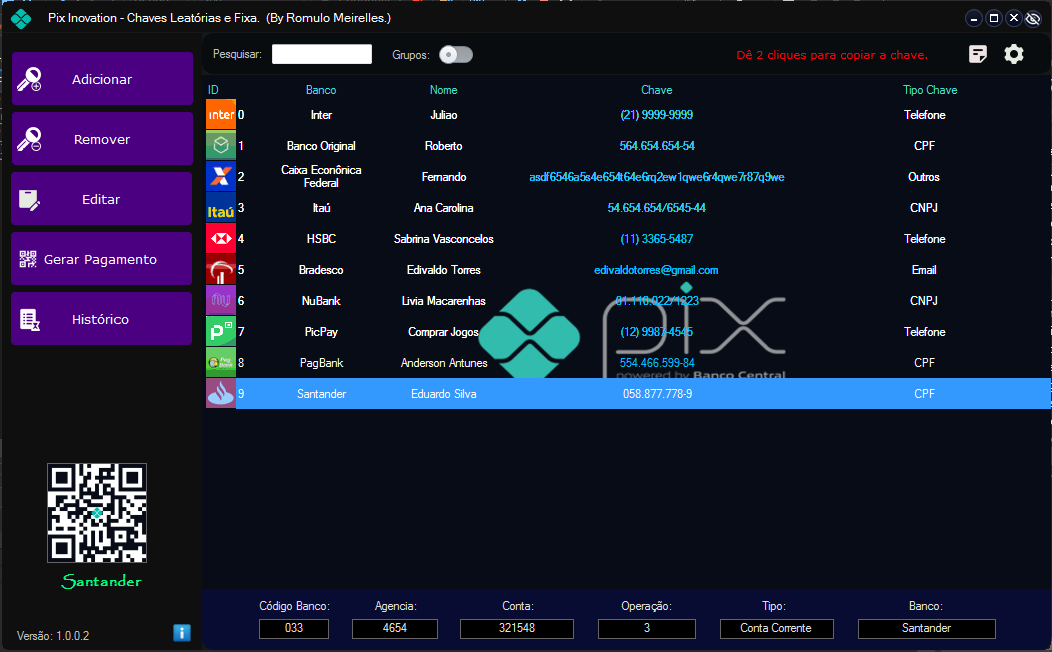 Pix Inovation - Chaves Leatórias e Fixa. (By Romulo Meirelles.)
Adicionar
Remover
Editar
Gerar Pagamento
Histórico
Santander
Versão: 1.0.0.2
Pesquisar:
Grupos:
Dê 2 cliques para copiar a chave.
ID Banco Nome Chave Tipo Chave
inter 0 Inter Juliao (21) 9999-9999 Telefone
1 Banco Original Roberto 564.654.654-54 CPF
2 Caixa Econônica Federal Fernando asdf6546a5s4e654t64e6rq2ew1qwe6r4qwe7r87q9we Outros
Itaú 3 Itaú Ana Carolina 54.654.654/6545-44 CNPJ
4 HSBC Sabrina Vasconcelos (11) 3365-5487 Telefone
5 Bradesco Edivaldo Torres edivaldotorres@gmail.com Email
nu 6 NuBank Livia Macarenhas 01.110.022/1223 CNPJ
P 7 PicPay Comprar Jogos (12) 9987-4545 Telefone
8 PagBank Anderson Antunes 554.466.599-84 CPF
9 Santander Eduardo Silva 058.877.778-9 CPF
pix
powered by Banco Central
Código Banco: Agencia: Conta: Operação: Tipo: Banco:
033 4654 321548 3 Conta Corrente Santander